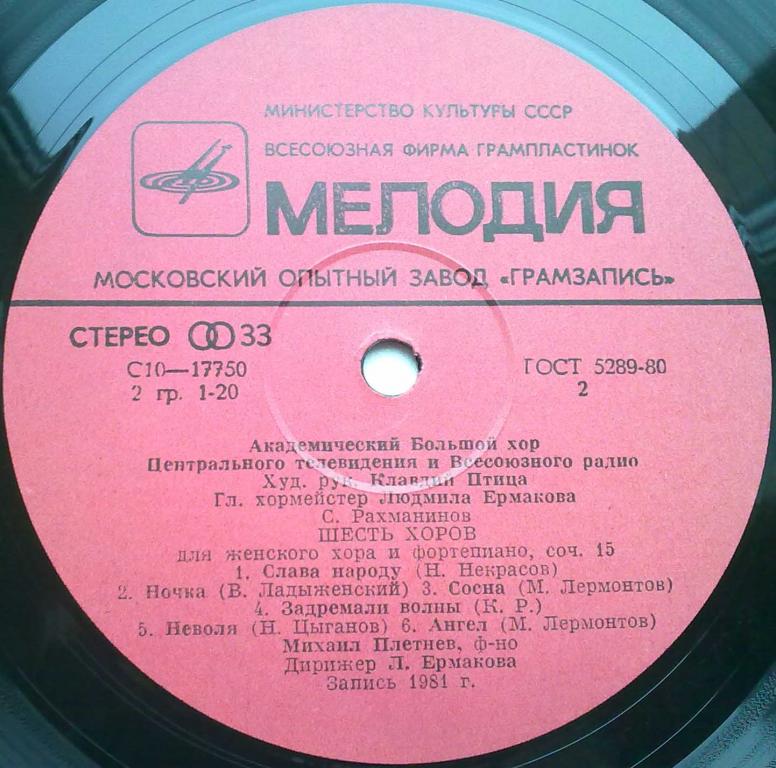 МИНИСТЕРСТВО КУЛЬТУРЫ СССР
ВСЕСОЮЗНАЯ ФИРМА ГРАМПЛАСТИНОК
МЕЛОДИЯ
МОСКОВСКИЙ ОПЫТНЫЙ ЗАВОД «ГРАМЗАПИСЬ»
СТЕРЕО 33
С10—17750
ГОСТ 5289-80
2 гр. 1-20
2
Академический Большой хор
Центрального телевидения и Всесоюзного радио
Худ. рук. Клавдий Птица
Гл. хормейстер Людмила Ермакова
С. Рахманинов
ШЕСТЬ ХОРОВ
для женского хора и фортепиано, соч. 15
1. Слава народу (Н. Некрасов)
2. Ночка (В. Ладыженский) 3. Сосна (М. Лермонтов)
4. Задремали волны (К. Р.)
5. Неволя (Н. Цыганов) 6. Ангел (М. Лермонтов)
Михаил Плетнев, ф-но
Дирижер Л. Ермакова
Запись 1981 г.